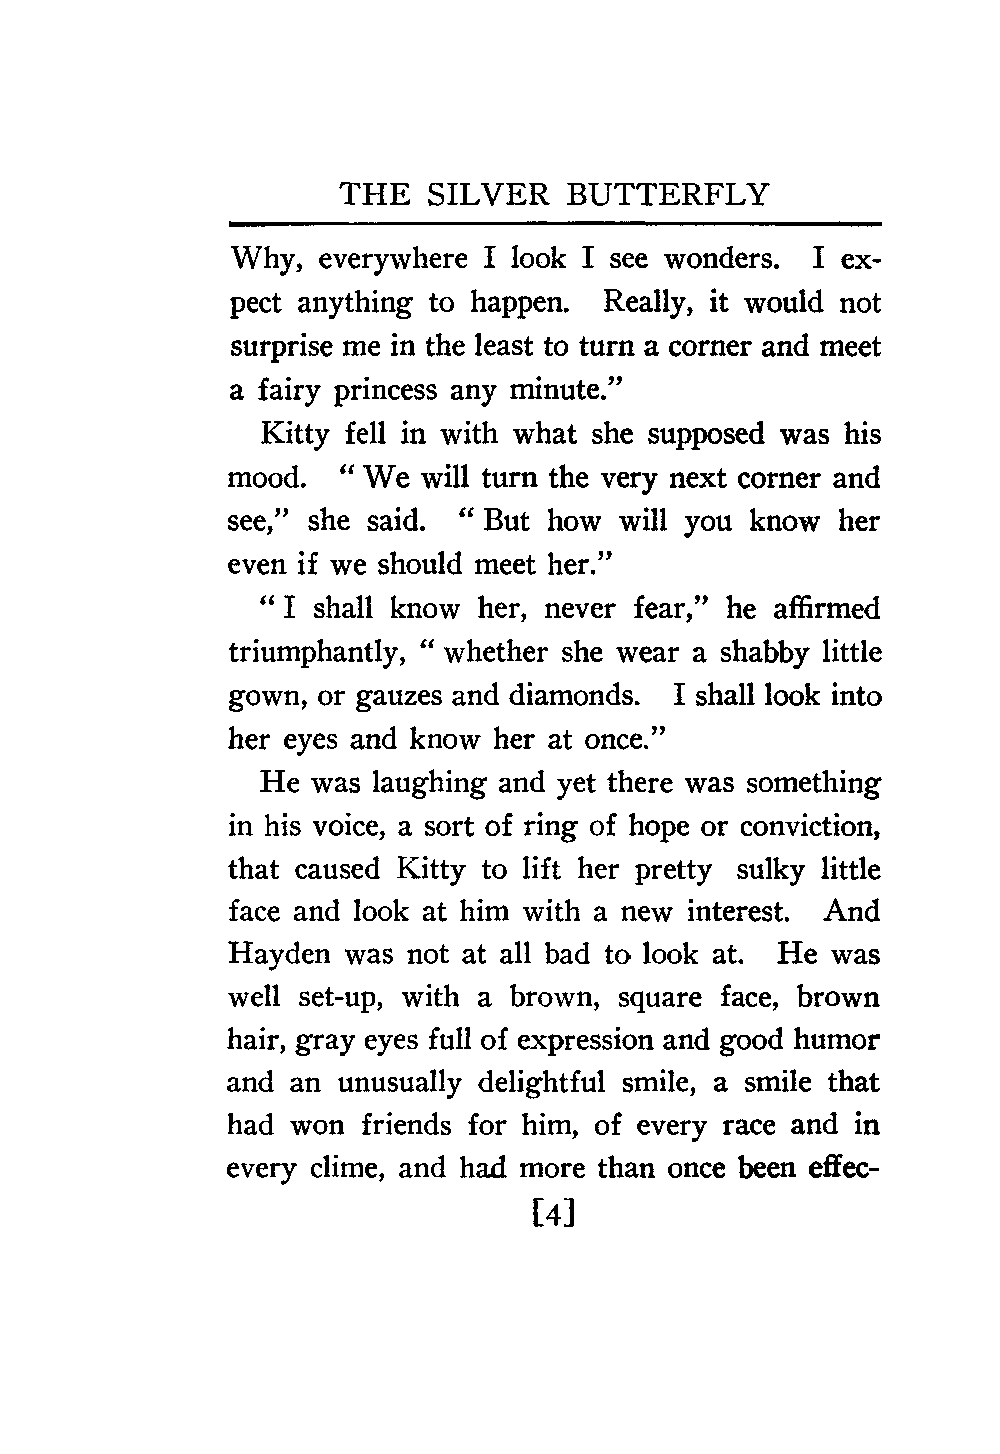 THE SILVER BUTTERFLY
Why, everywhere I look I see wonders. I ex-
pect anything to happen. Really, it would not
surprise me in the least to turn a corner and meet
a fairy princess any minute.”
Kitty fell in with what she supposed was his
mood. “ We will turn the very next corner and
see,” she said. “ But how will you know her
even if we should meet her.”
“ I shall know her, never fear,” he affirmed
triumphantly, “ whether she wear a shabby little
gown, or gauzes and diamonds. I shall look into
her eyes and know her at once.”
He was laughing and yet there was something
in his voice, a sort of ring of hope or conviction,
that caused Kitty to lift her pretty sulky little
face and look at him with a new interest. And
Hayden was not at all bad to look at. He was
well set-up, with a brown, square face, brown
hair, gray eyes full of expression and good humor
and an unusually delightful smile, a smile that
had won friends for him, of every race and in
every clime, and had more than once been effec-
[4]